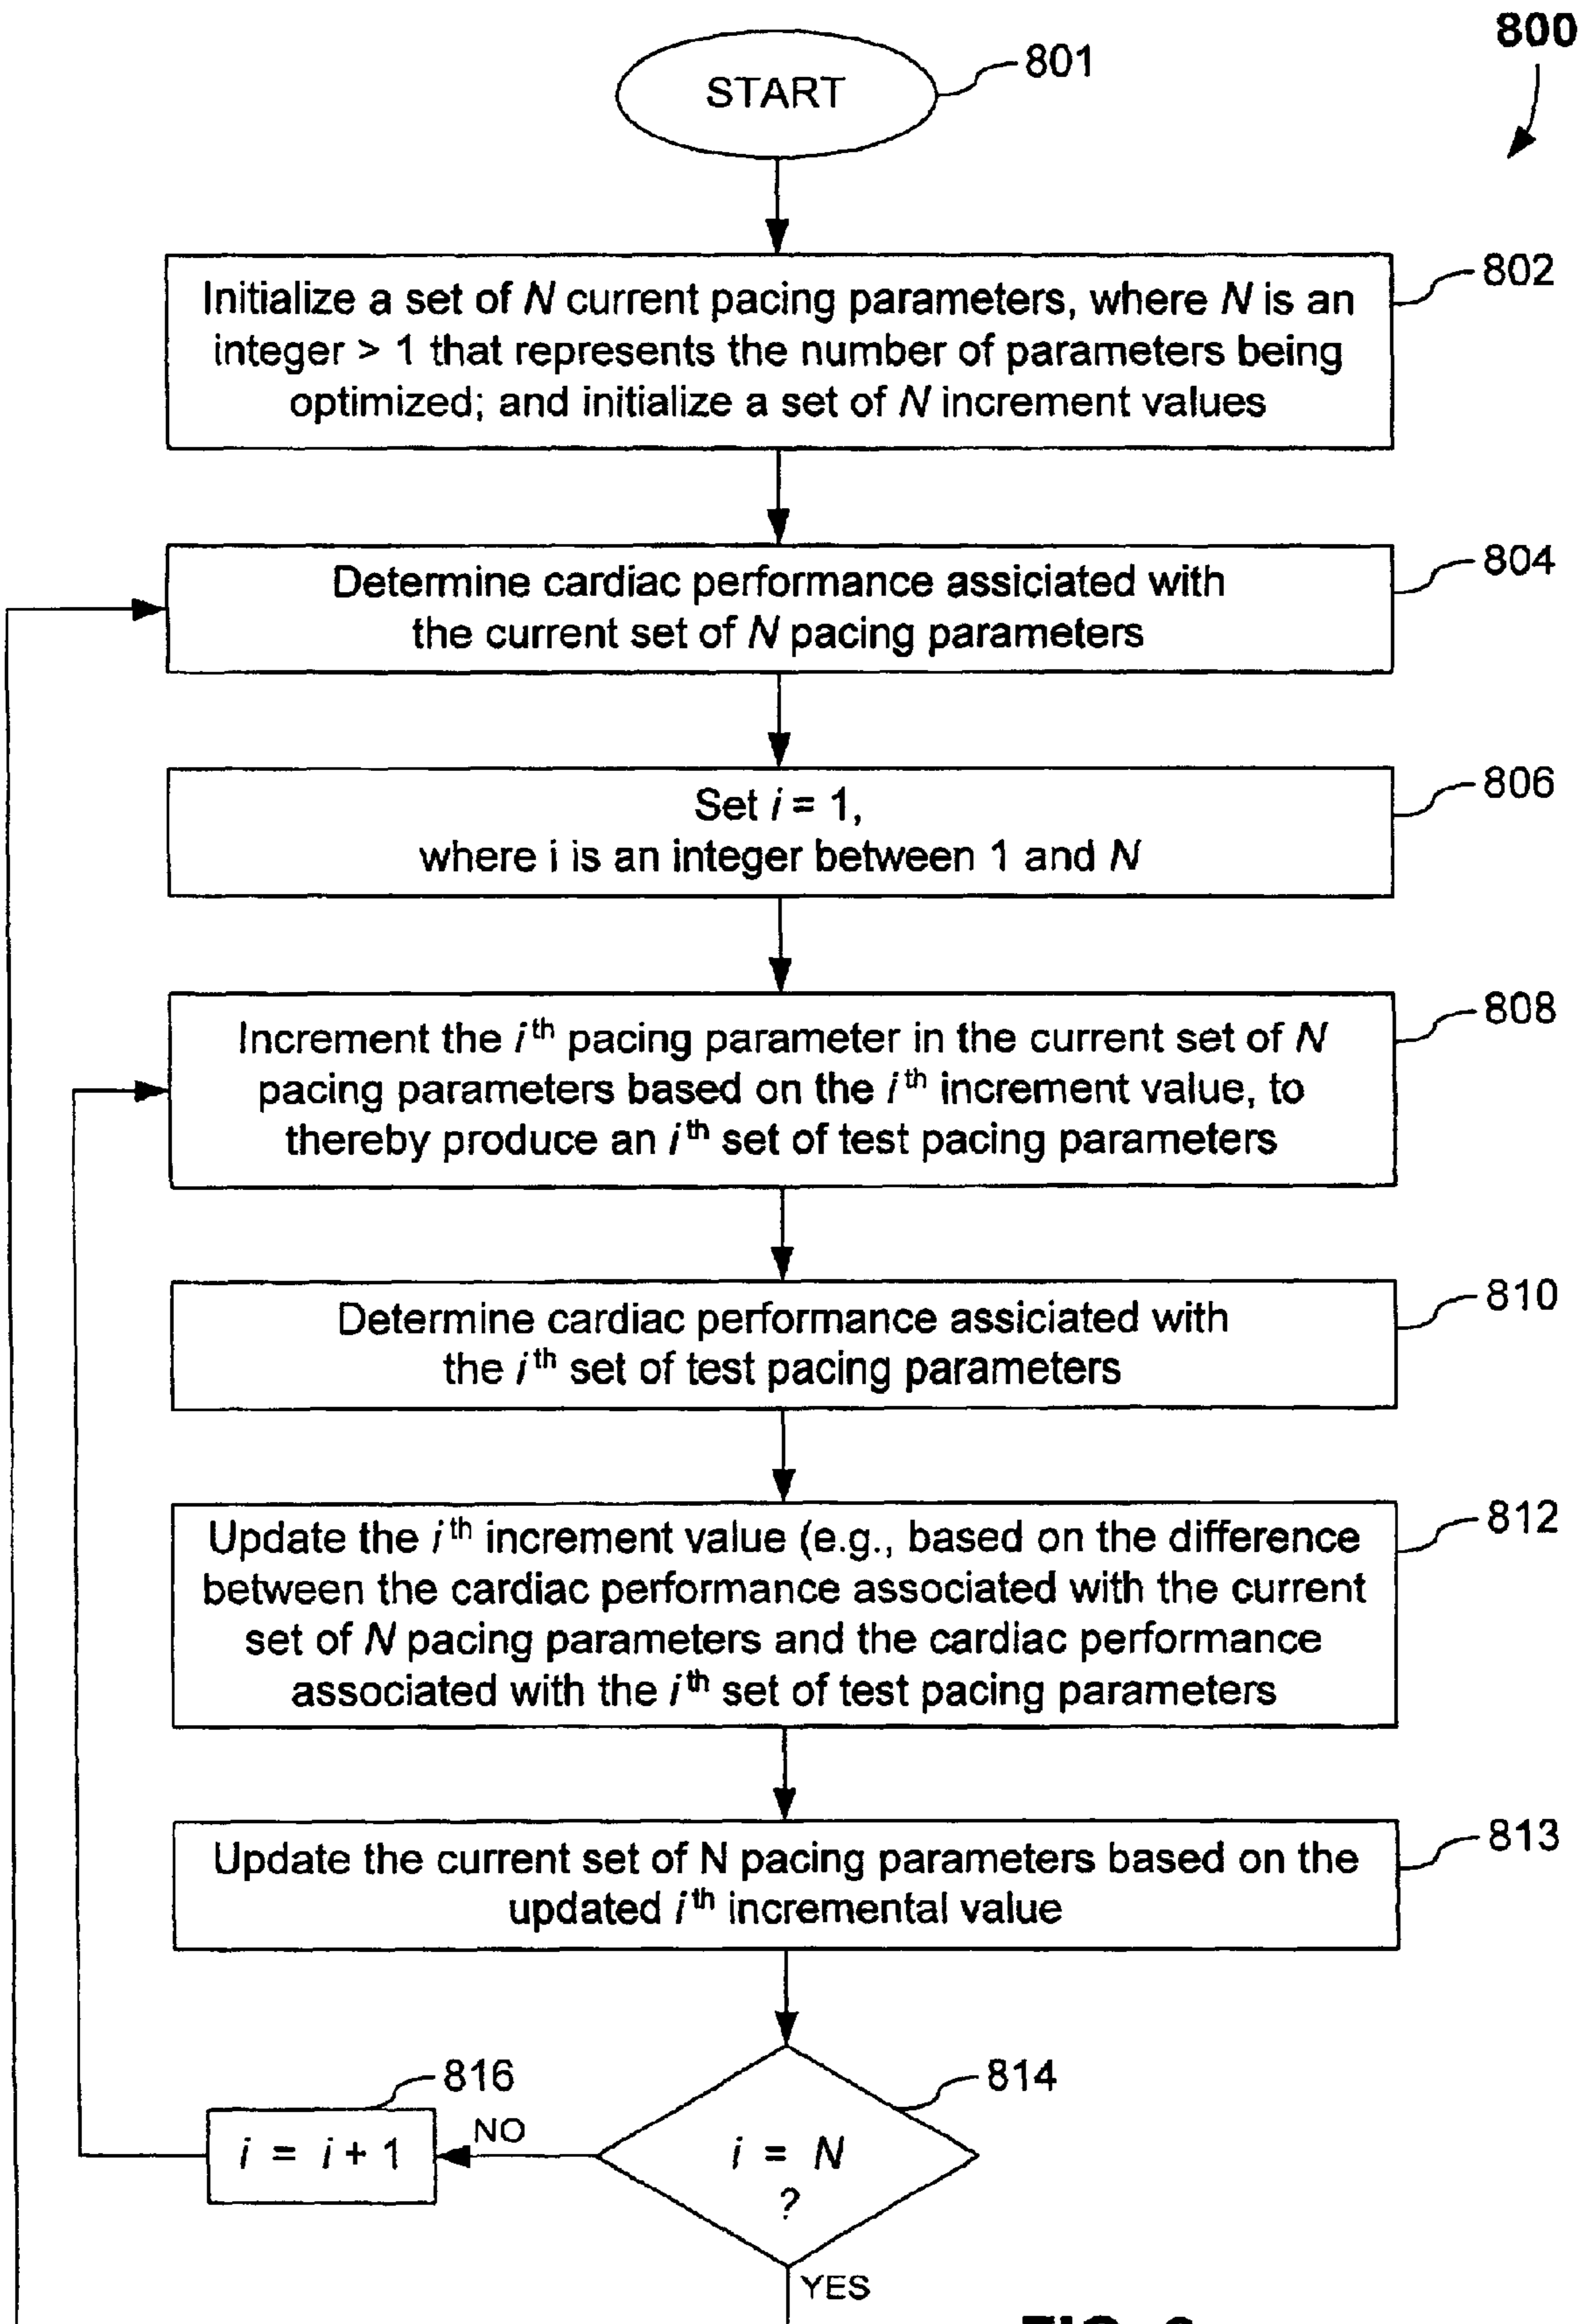 800
START
801
802
Initialize a set of N current pacing parameters, where N is an
integer > 1 that represents the number of parameters being
optimized; and initialize a set of N increment values
804
Determine cardiac performance assiciated with
the current set of N pacing parameters
806
Set i = 1,
where i is an integer between 1 and N
808
Increment the i th pacing parameter in the current set of N
pacing parameters based on the i th increment value, to
thereby produce an i th set of test pacing parameters
810
Determine cardiac performance assiciated with
the i th set of test pacing parameters
812
Update the i th increment value (e.g., based on the difference
between the cardiac performance associated with the current
set of N pacing parameters and the cardiac performance
associated with the i th set of test pacing parameters
813
Update the current set of N pacing parameters based on the
updated i th incremental value
816
814
i = i + 1
NO
i = N
?
YES